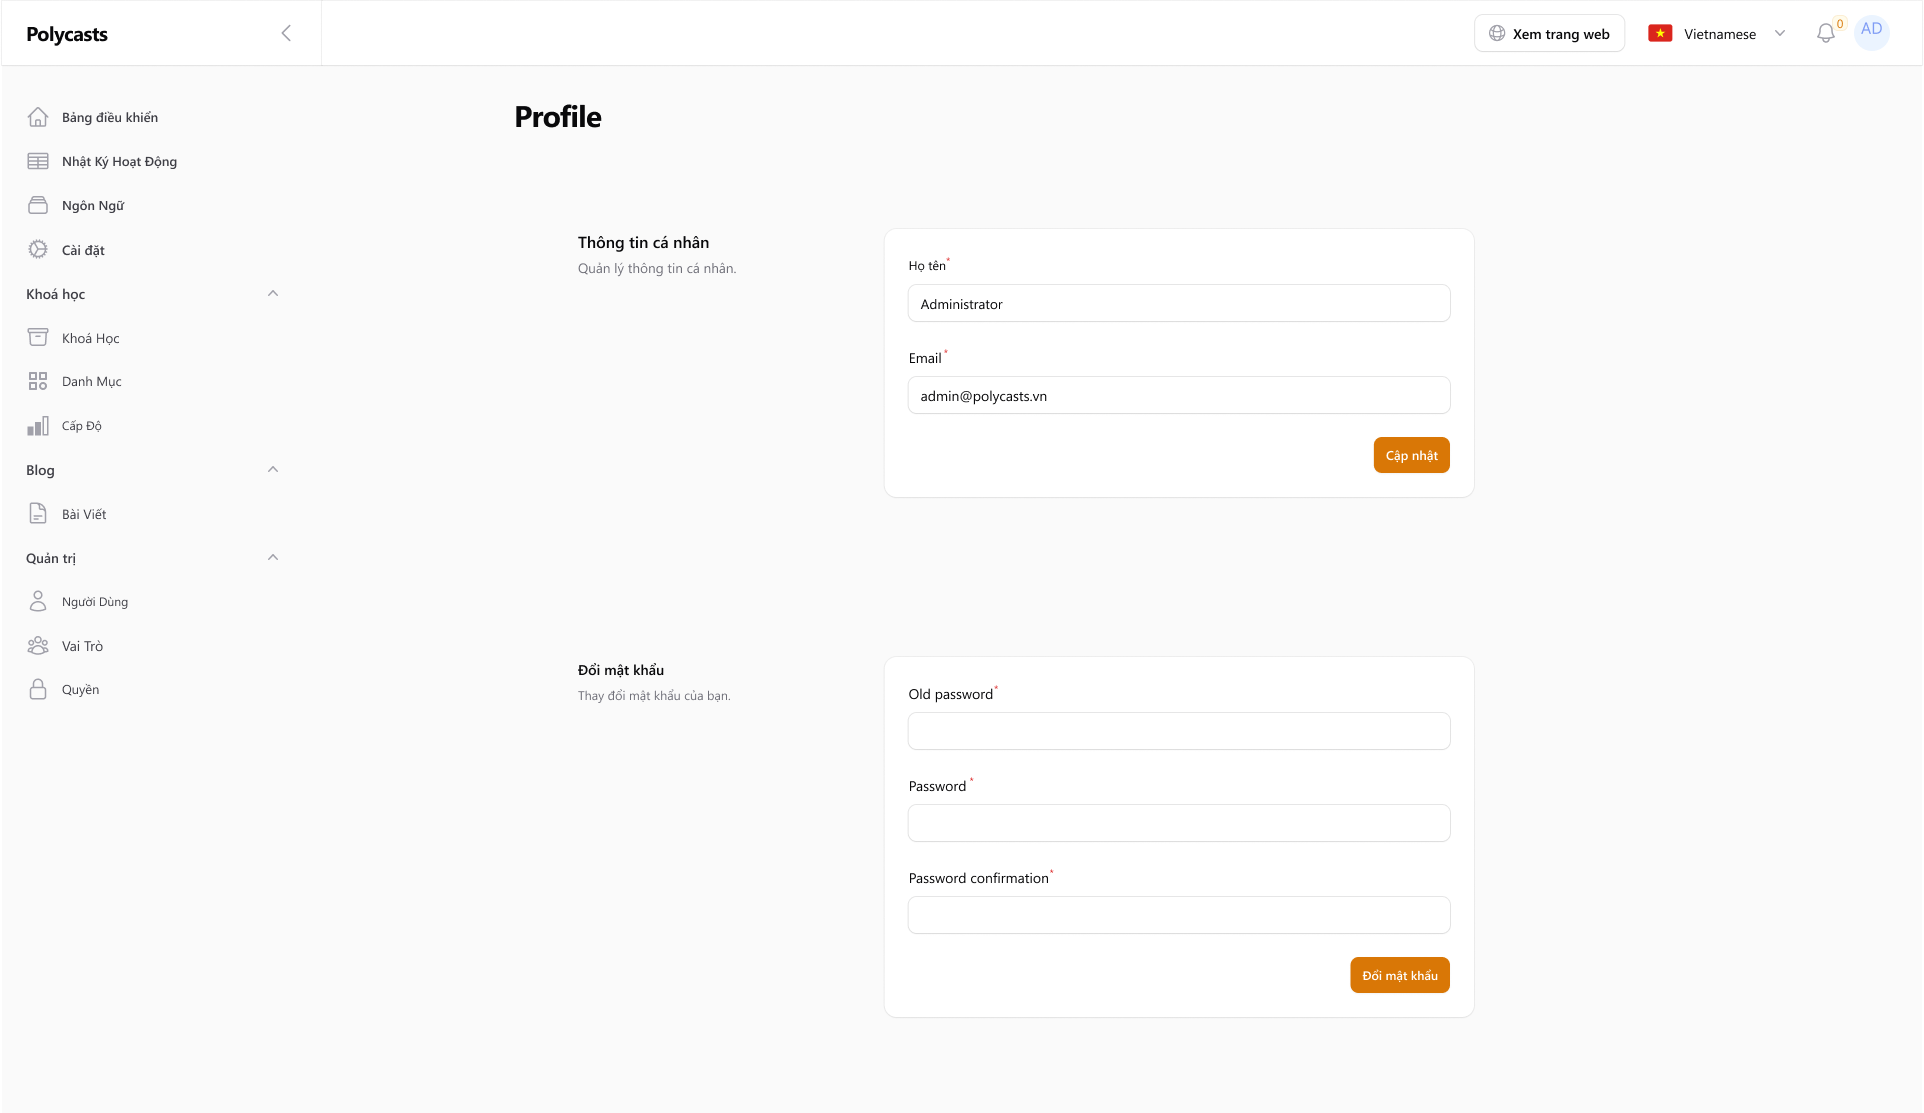 Polycasts
Xem trang web
Vietnamese
0
AD
Bảng điều khiển
Nhật Ký Hoạt Động
Ngôn Ngữ
Cài đặt
Khoá học
Khoá Học
Danh Mục
Cấp Độ
Blog
Bài Viết
Quản trị
Người Dùng
Vai Trò
Quyền
Profile
Thông tin cá nhân
Quản lý thông tin cá nhân.
Họ tên*
Administrator
Email*
admin@polycasts.vn
Cập nhật
Đổi mật khẩu
Thay đổi mật khẩu của bạn.
Old password*
Password*
Password confirmation*
Đổi mật khẩu